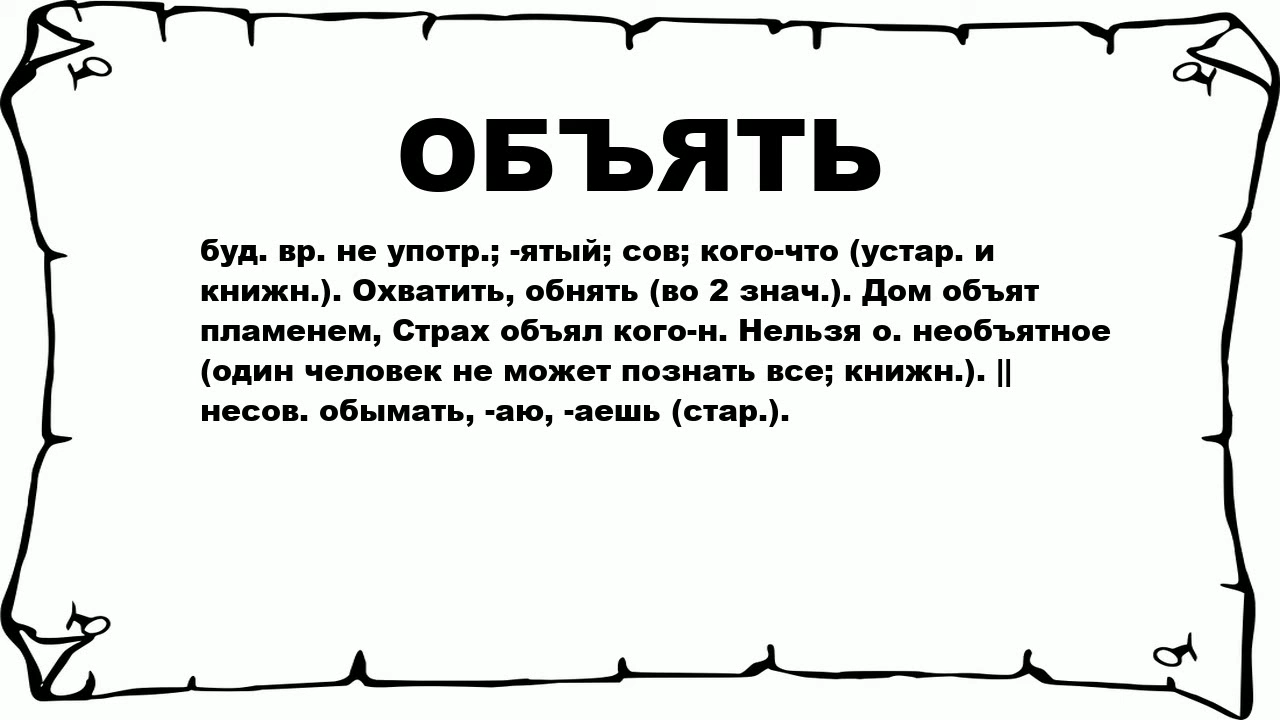 ОБЪЯТЬ
буд. вр. не употр.; -ятый; сов; кого-что (устар. и
книжн.). Охватить, обнять (во 2 знач.). Дом объят
пламенем, Страх объял кого-н. Нельзя о. необъятное
(один человек не может познать все; книжн.). ||
несов. обымать, -аю, -аешь (стар.).